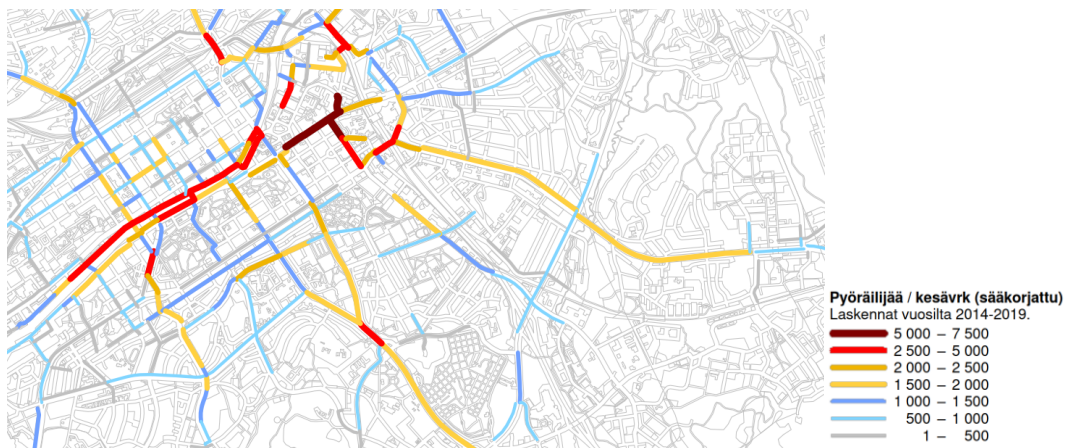 Pyöräilijää / kesävrk (sääkorjattu)
Laskennat vuosilta 2014-2019.
5 000 – 7 500
2 500 – 5 000
2 000 – 2 500
1 500 – 2 000
1 000 – 1 500
500 – 1 000
1 – 500